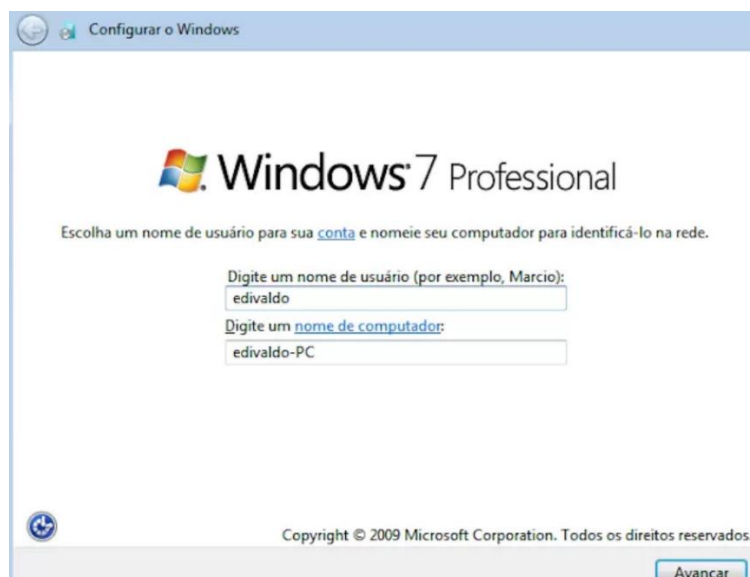 Configurar o Windows
Windows 7 Professional
Escolha um nome de usuário para sua conta e nomeie seu computador para identificá-lo na rede.
Digite um nome de usuário (por exemplo, Marcio):
edivaldo
Digite um nome de computador:
edivaldo-PC
Copyright © 2009 Microsoft Corporation. Todos os direitos reservados.
Avançar